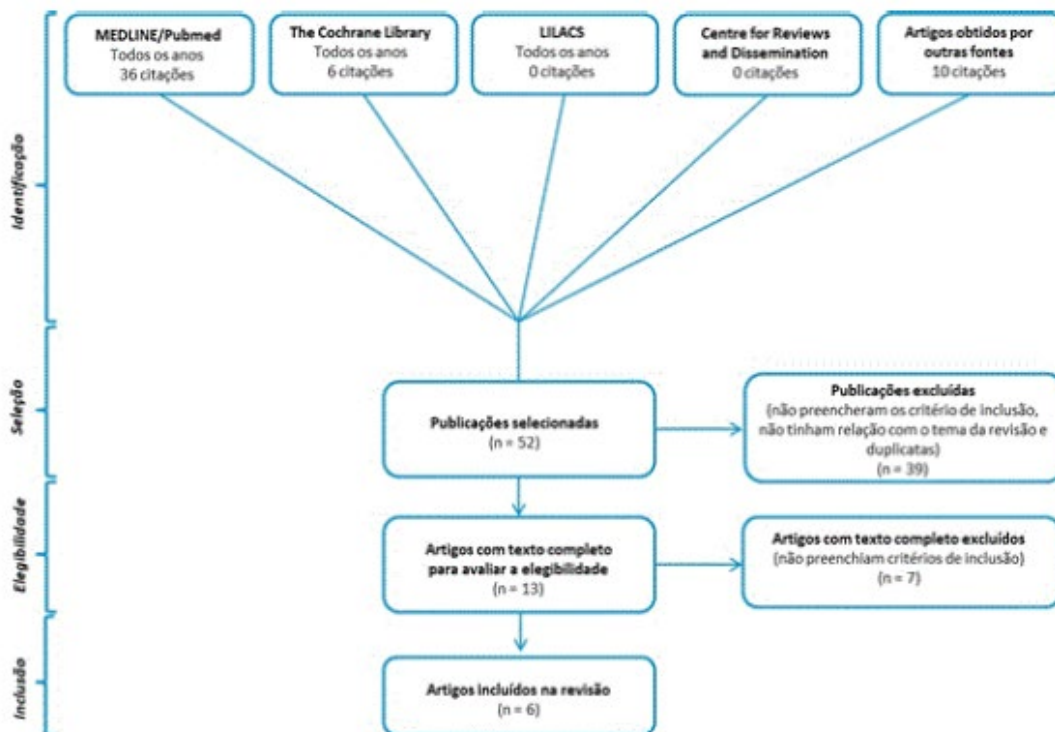 MEDLINE/Pubmed
Todos os anos
36 citações
The Cochrane Library
Todos os anos
6 citações
LILACS
Todos os anos
0 citações
Centre for Reviews
and Dissemination
0 citações
Artigos obtidos por
outras fontes
10 citações
Identificação
Seleção
Publicações selecionadas
(n = 52)
Publicações excluídas
(não preencheram os critério de inclusão,
não tinham relação com o tema da revisão e
duplicatas)
(n = 39)
Elegibilidade
Artigos com texto completo
para avaliar a elegibilidade
(n = 13)
Artigos com texto completo excluídos
(não preenchiam critérios de inclusão)
n = 7)
Inclusão
Artigos incluídos na revisão
(n = 6)